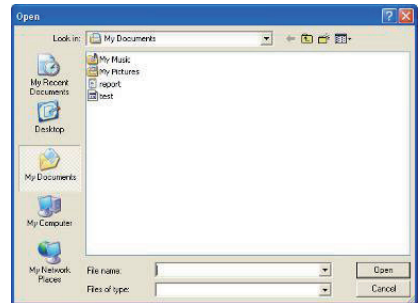 Open
Look in:
My Documents
My Music
My Pictures
report
test
My Recent
Documents
Desktop
My Documents
My Computer
My Network
Places
File name:
Open
Files of type:
Cancel